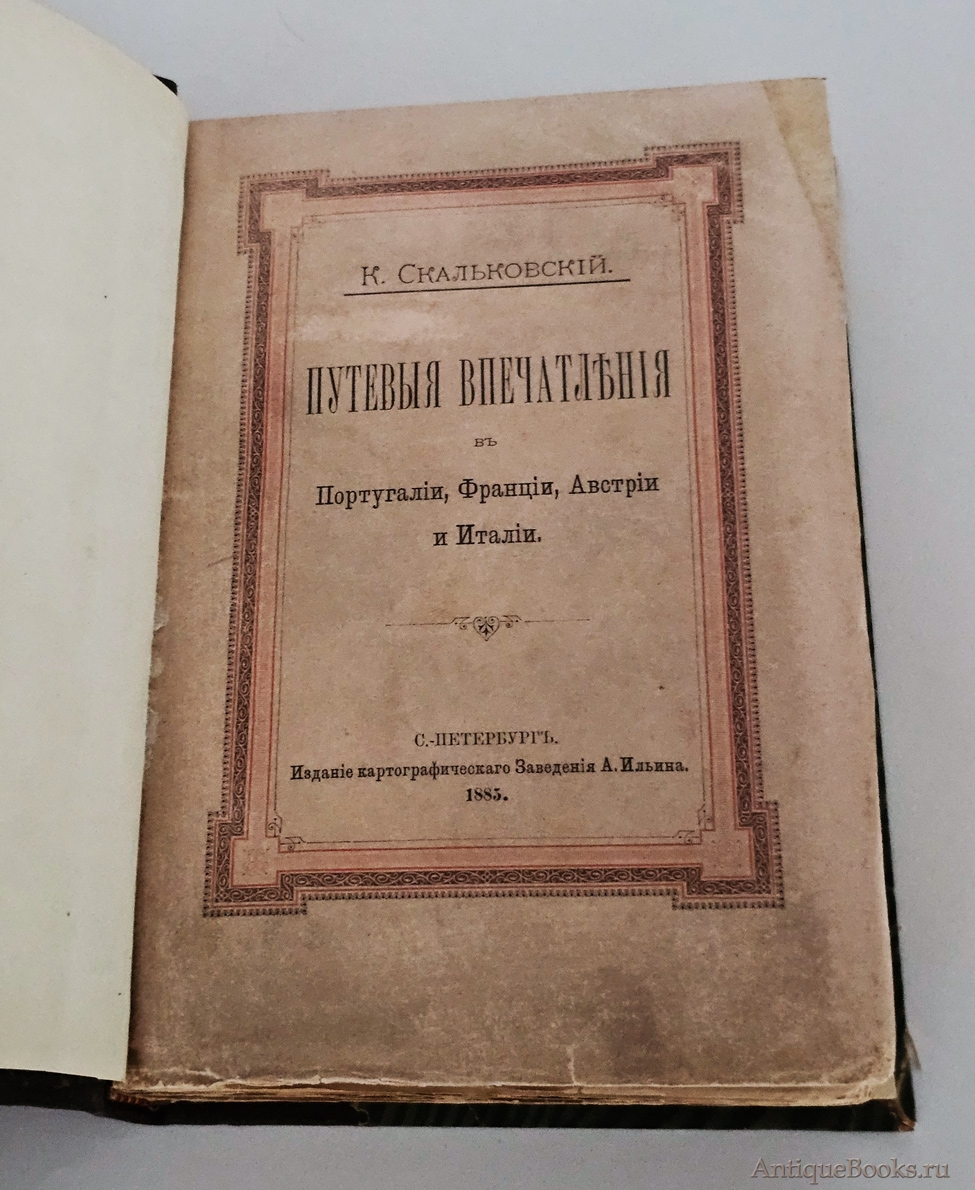 К. Скальковскій.
ПУТЕВЫЯ ВПЕЧАТЛѢНІЯ
въ
Португаліи, Франціи, Австріи
и Италіи.
С.-ПЕТЕРБУРГЪ.
Изданіе картографическаго Заведенія А. Ильина.
1885.
AntiqueBooks.ru